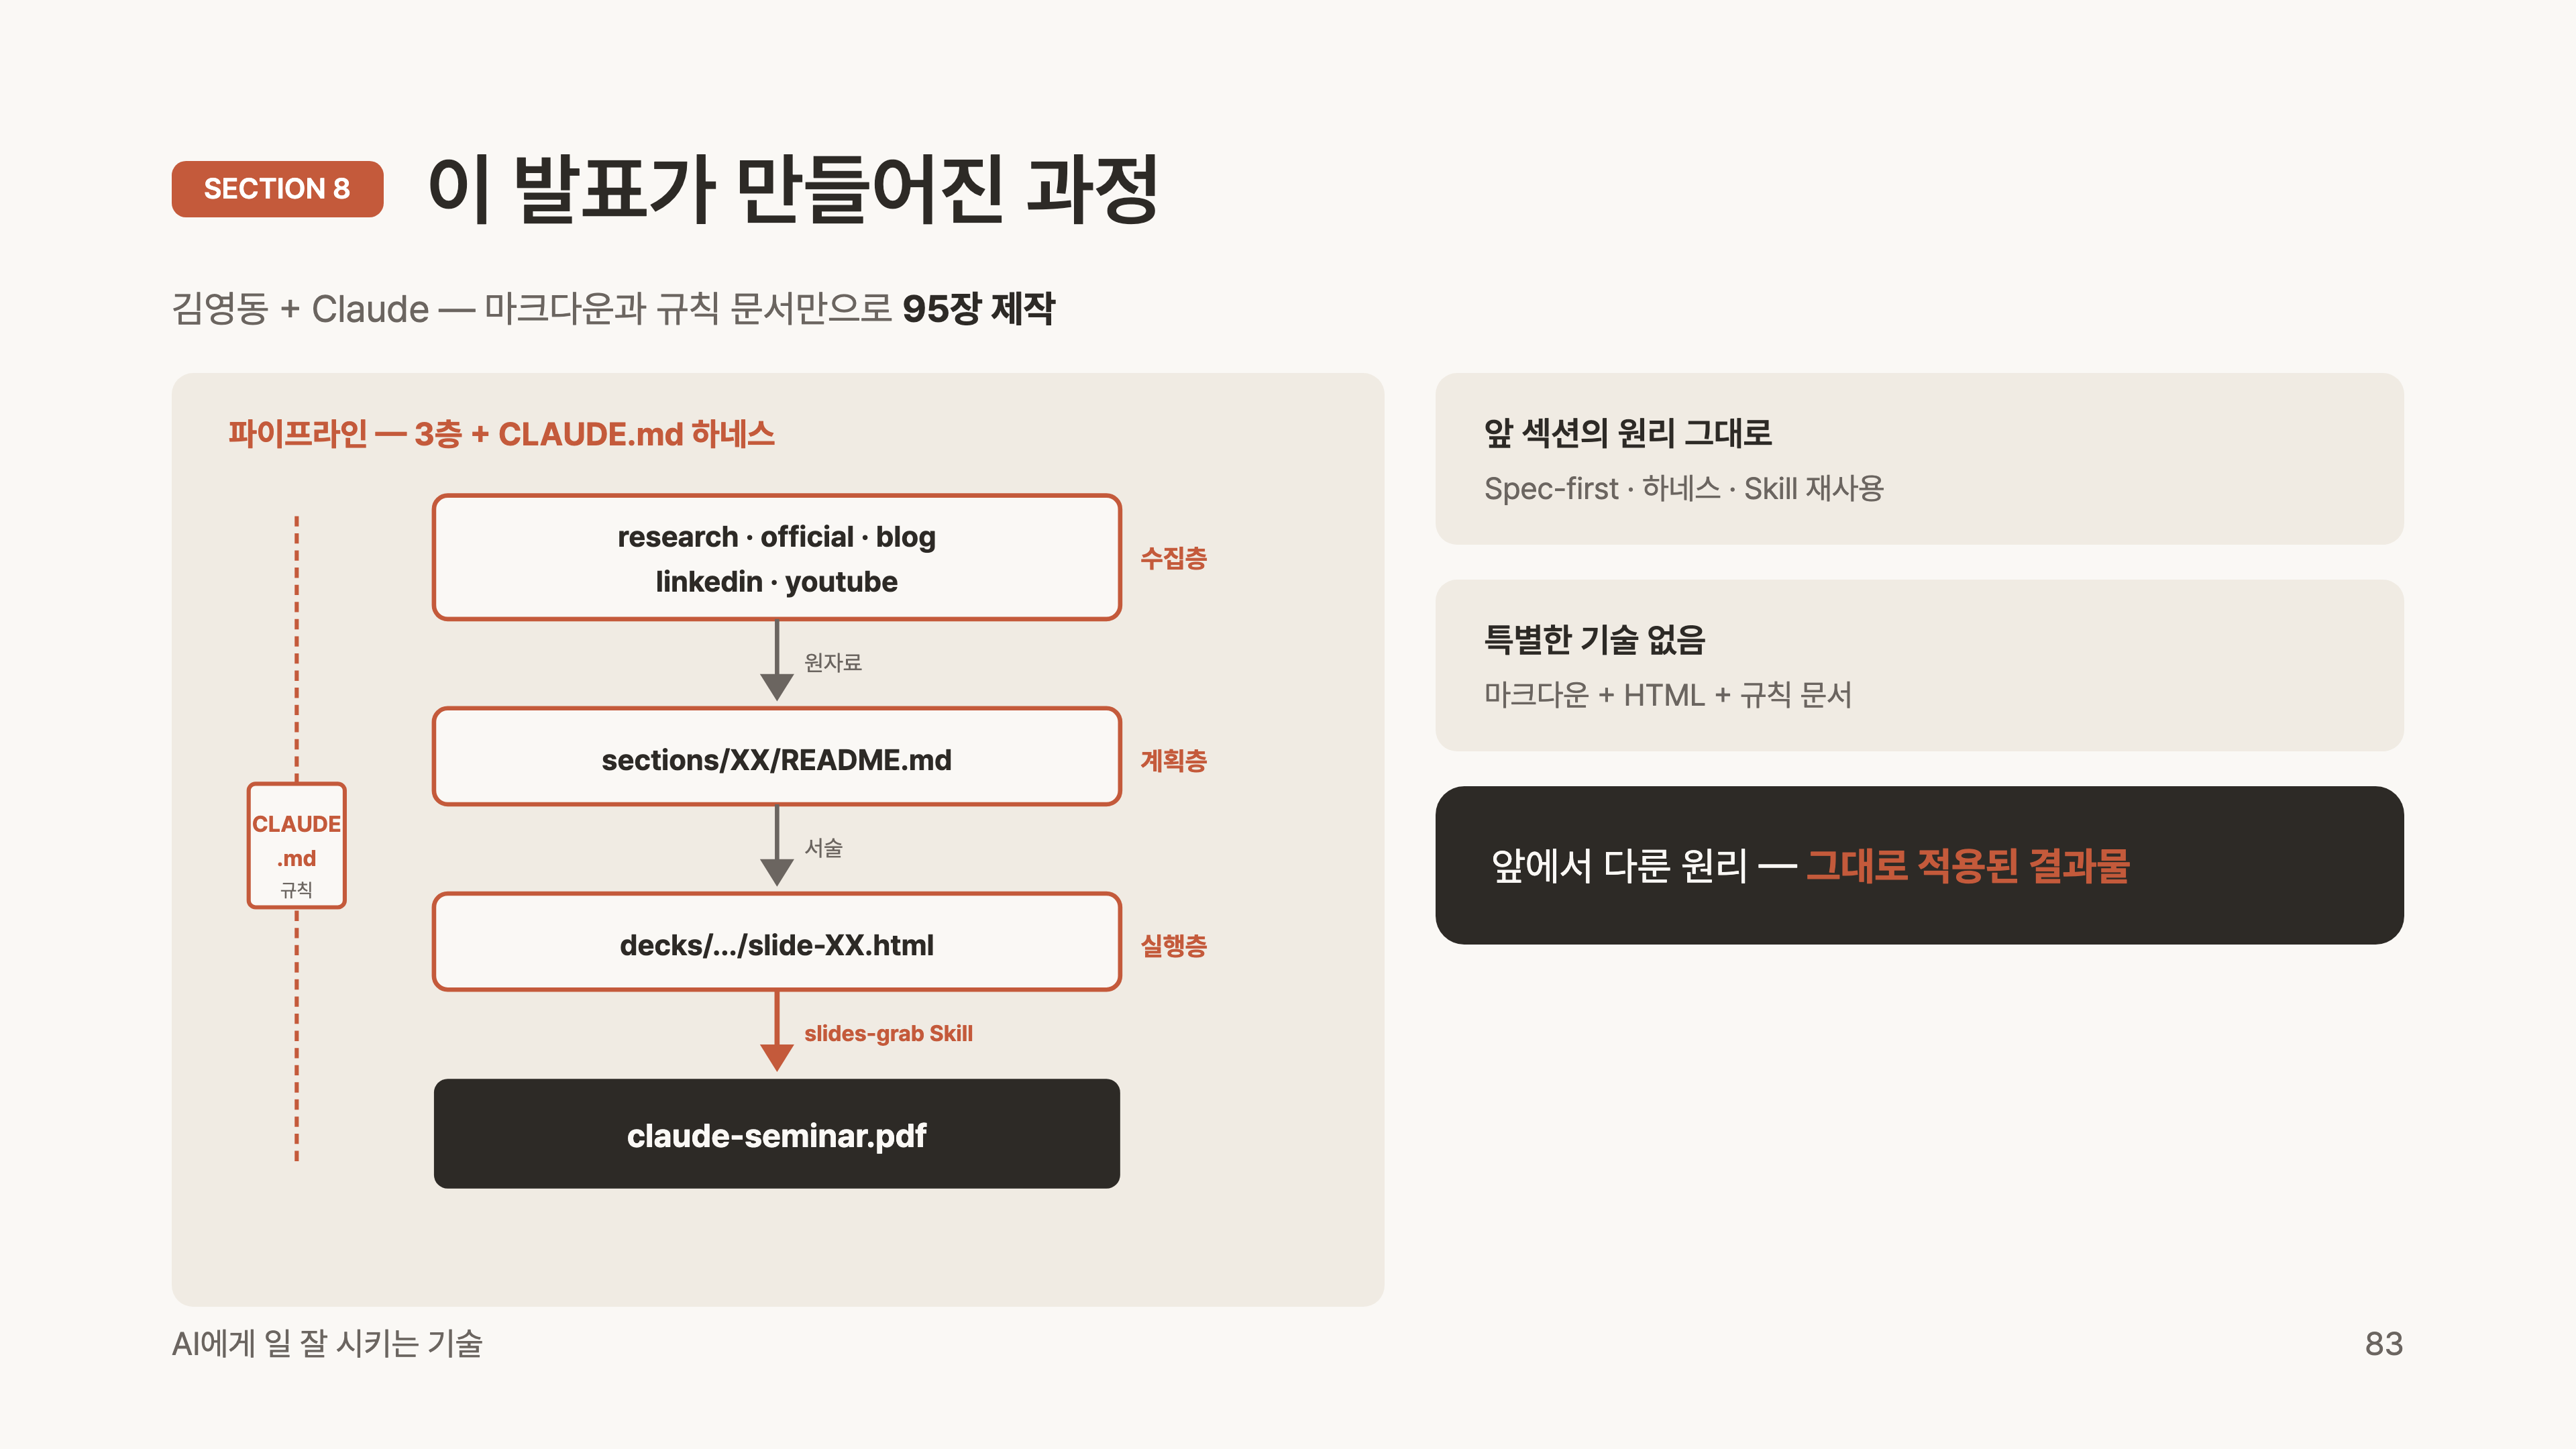 SECTION 8
이 발표가 만들어진 과정
김영동 + Claude — 마크다운과 규칙 문서만으로 95장 제작
파이프라인 — 3층 + CLAUDE.md 하네스
research · official · blog
linkedin · youtube
수집층
원자료
sections/XX/README.md
계획층
CLAUDE
.md
규칙
서술
decks/.../slide-XX.html
실행층
slides-grab Skill
claude-seminar.pdf
앞 섹션의 원리 그대로
Spec-first · 하네스 · Skill 재사용
특별한 기술 없음
마크다운 + HTML + 규칙 문서
앞에서 다룬 원리 — 그대로 적용된 결과물
AI에게 일 잘 시키는 기술
83